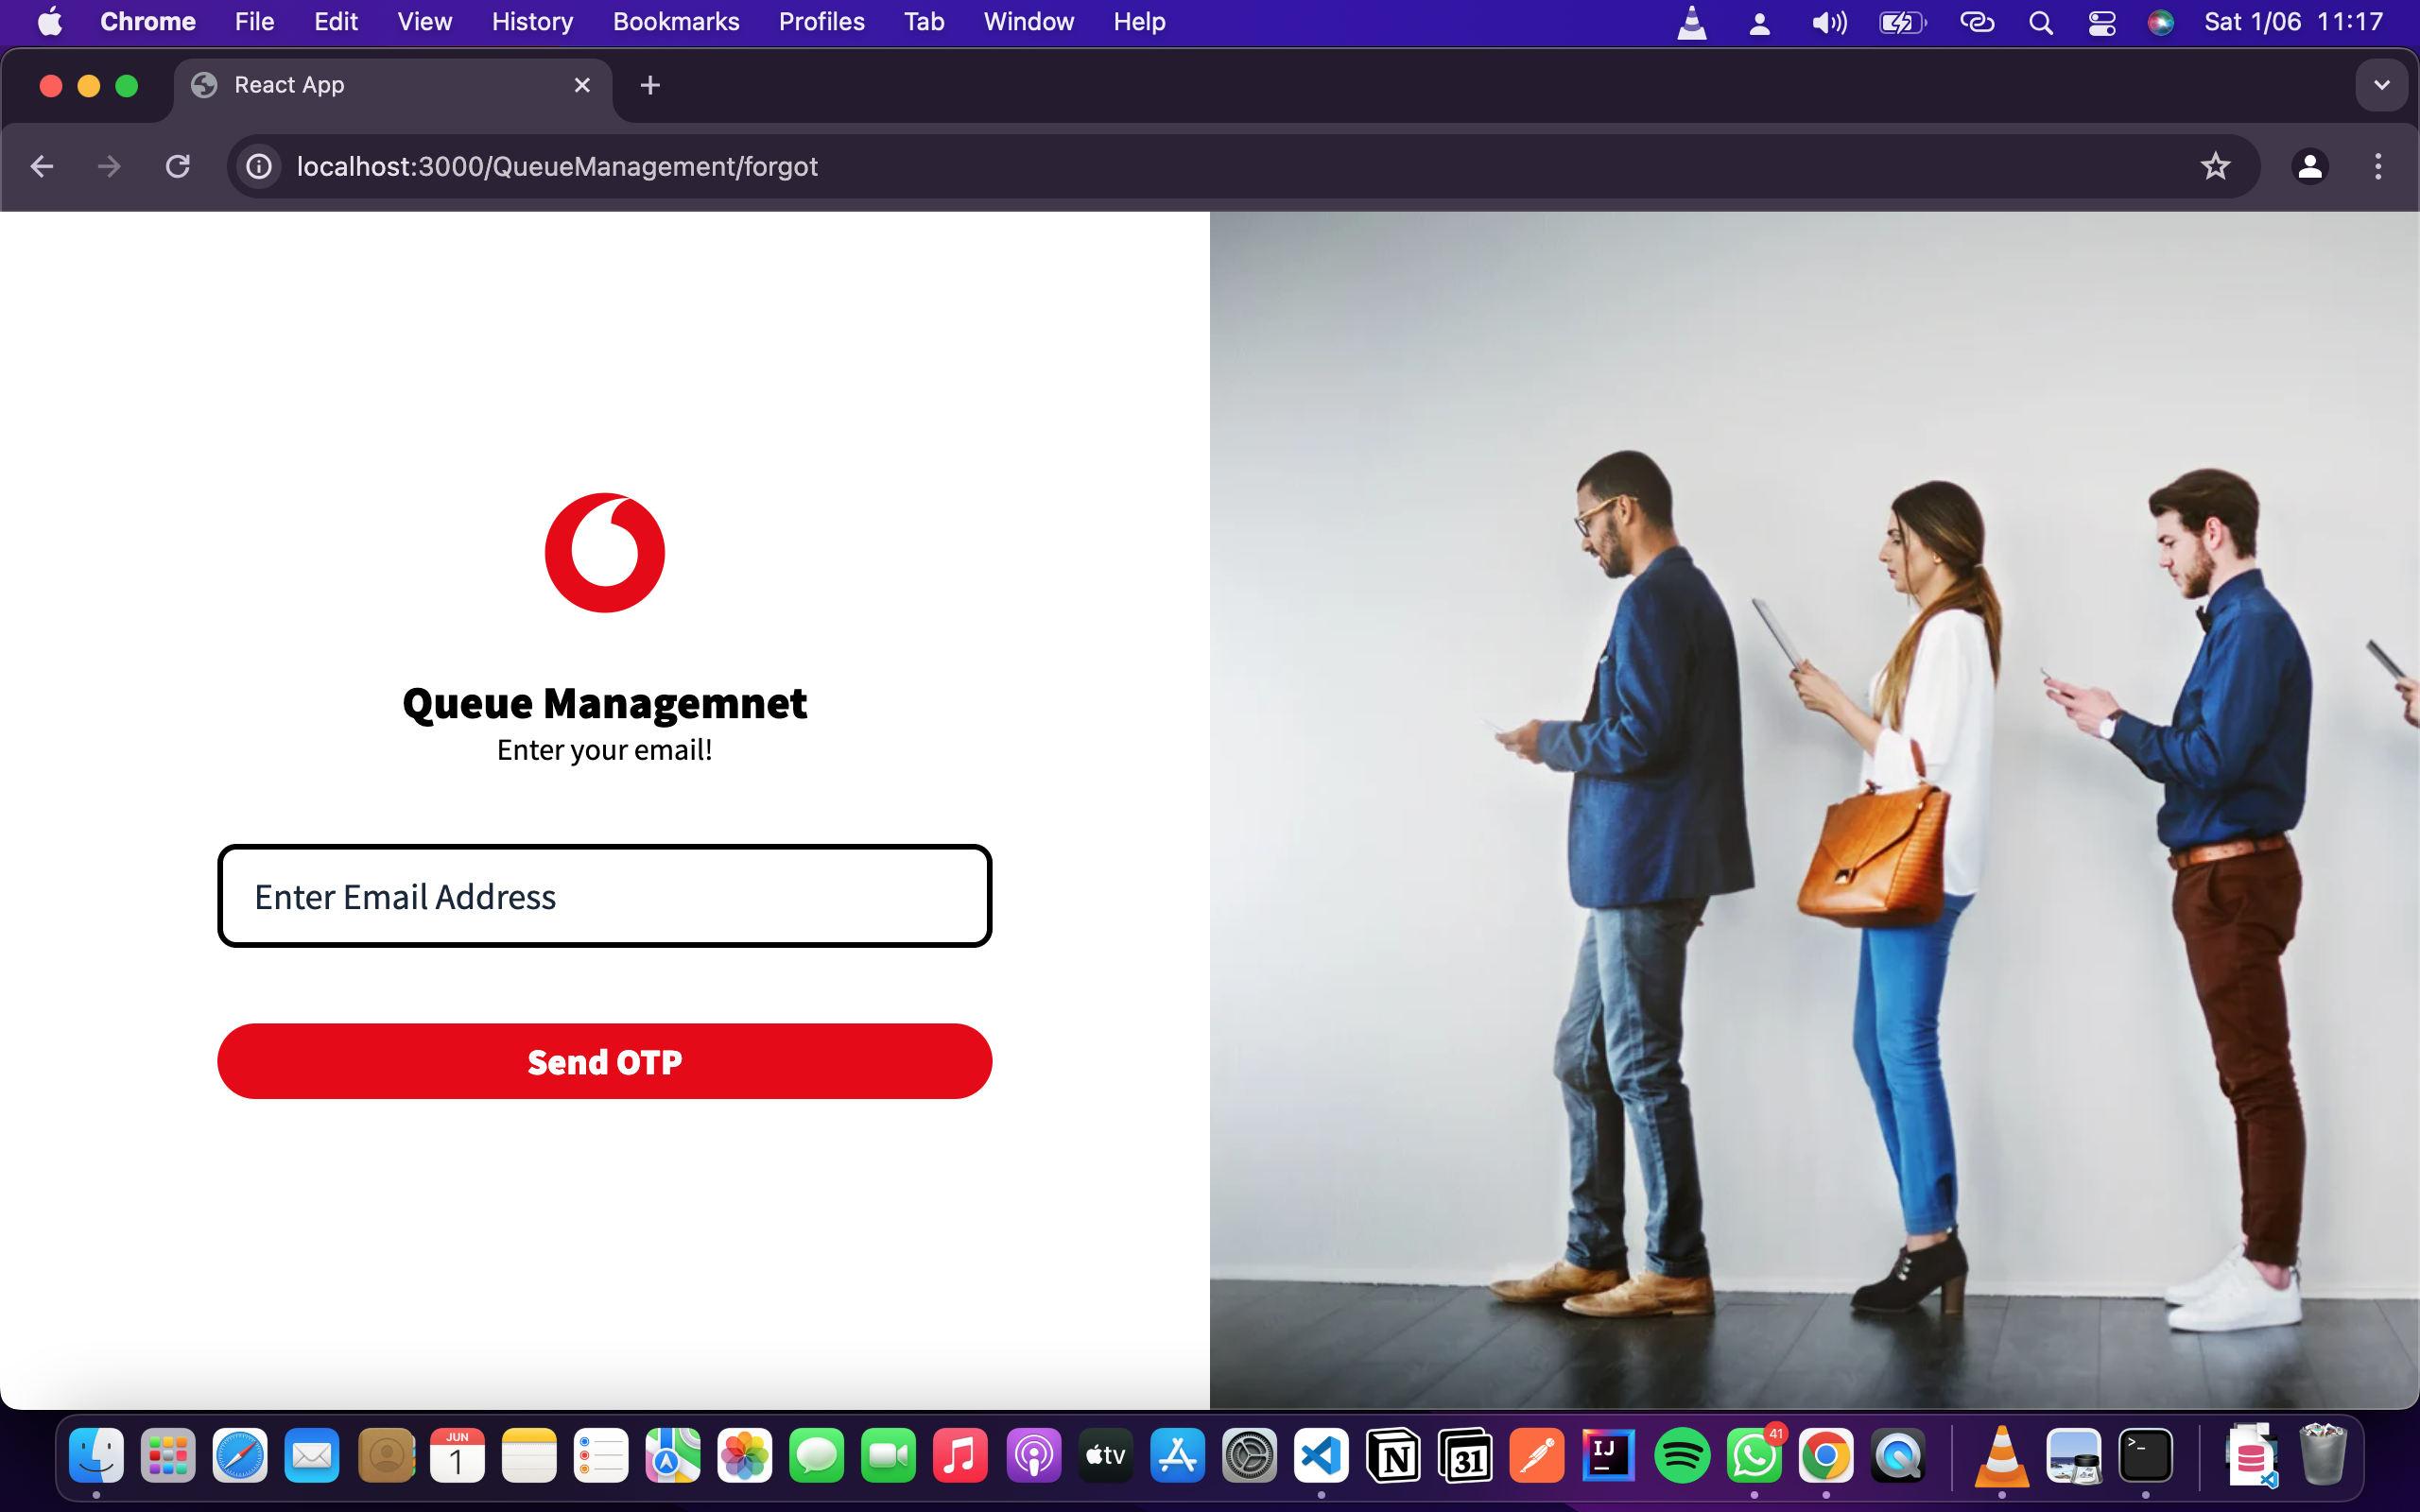 Chrome File Edit View History Bookmarks Profiles Tab Window Help Sat 1/06 11:17
React App
localhost:3000/QueueManagement/forgot
Queue Managemnet
Enter your email!
Enter Email Address
Send OTP
JUN
1
tv
N
31
IJ
41
>_